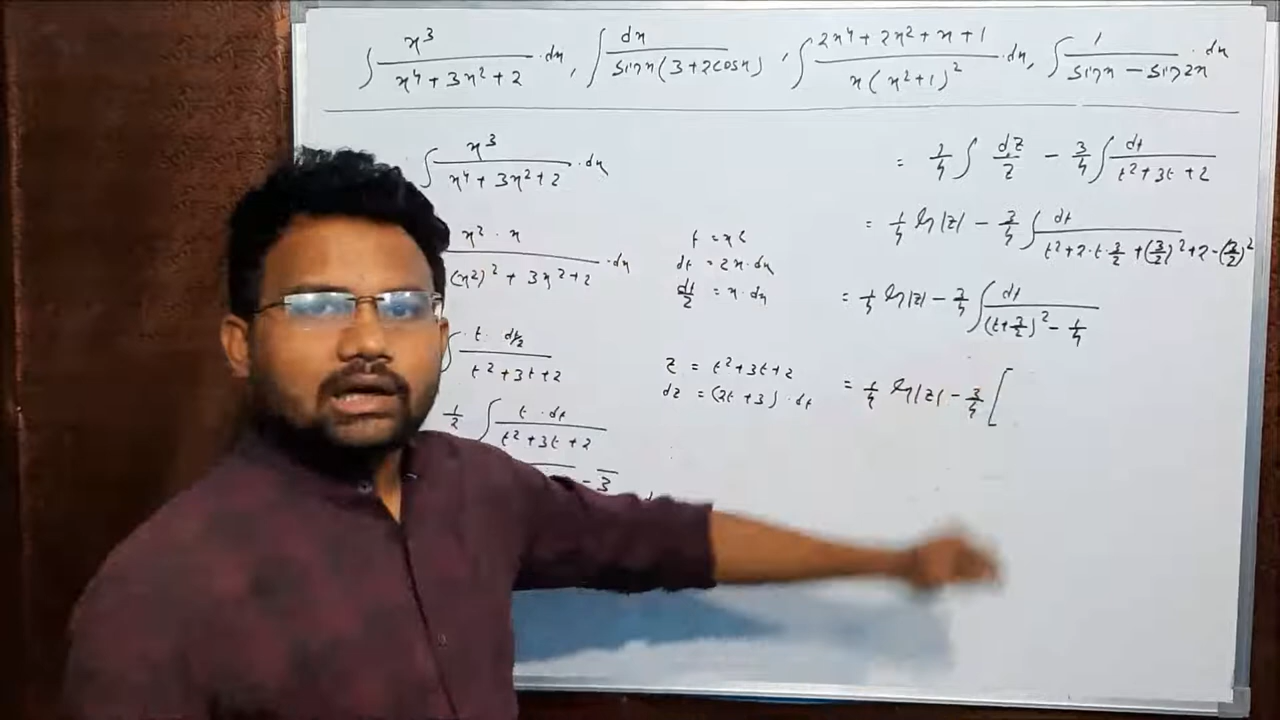 ∫ x³/(x⁴ + 3x² + 2) · dx, ∫ dx/(sinx(3+2cosx)), ∫ (2x⁴ + 2x² + x + 1)/(x(x²+1)²) · dx, ∫ 1/(sinx − sin2x) · dx
∫ x³/(x⁴ + 3x² + 2) · dx
x² · x/((x²)² + 3x² + 2) · dx
∫ t · dt/2/(t² + 3t + 2)
1/2 ∫ t · dt/(t² + 3t + 2)
− 3
t = x²
dt = 2x · dx
dt/2 = x · dx
z = t² + 3t + 2
dz = (2t + 3) · dt
= 1/4 ∫ dz/z − 3/4 ∫ dt/(t² + 3t + 2)
= 1/4 ln|z| − 3/4 ∫ dt/(t² + 2 · t · 3/2 + (3/2)² + 2 − (3/2)²)
= 1/4 ln|z| − 3/4 ∫ dt/((t + 3/2)² − 1/4)
= 1/4 ln|z| − 3/4 [